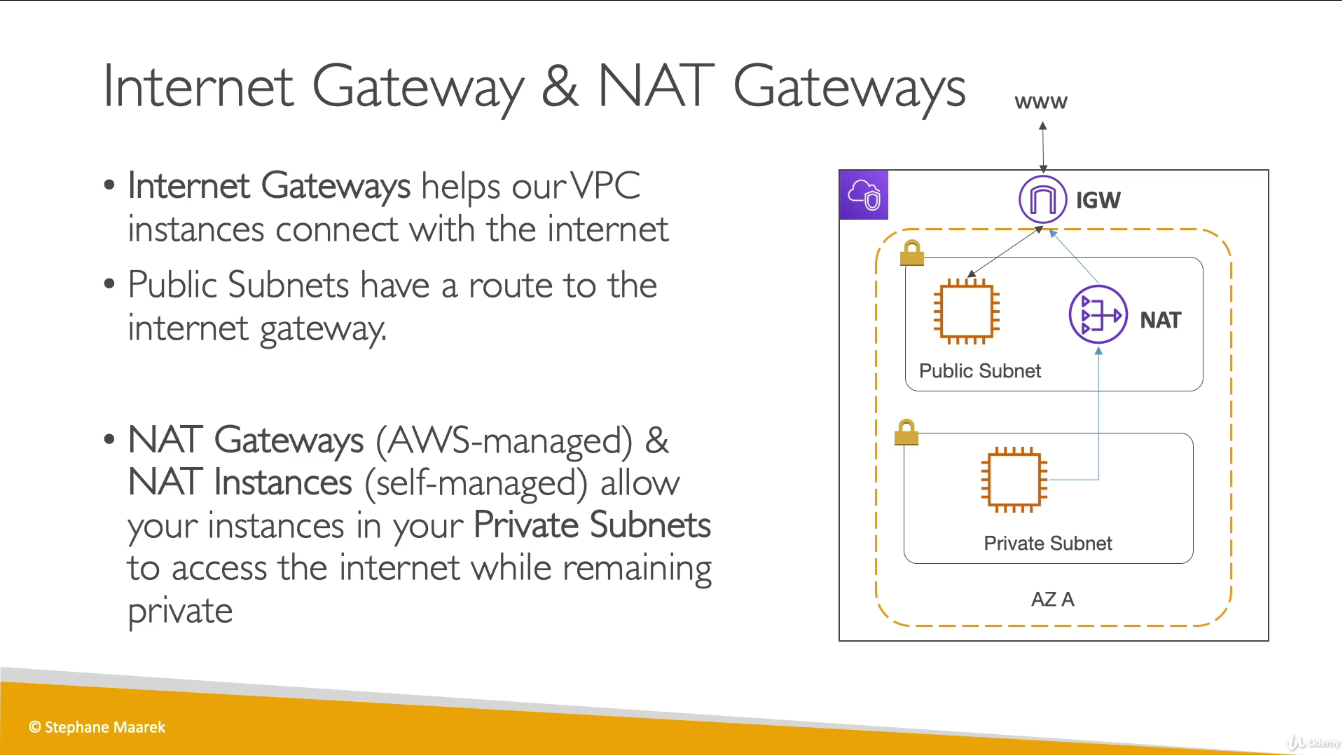 Internet Gateway & NAT Gateways
• Internet Gateways helps our VPC
instances connect with the internet
• Public Subnets have a route to the
internet gateway.
• NAT Gateways (AWS-managed) &
NAT Instances (self-managed) allow
your instances in your Private Subnets
to access the internet while remaining
private
www
IGW
NAT
Public Subnet
Private Subnet
AZ A
© Stephane Maarek
Udemy